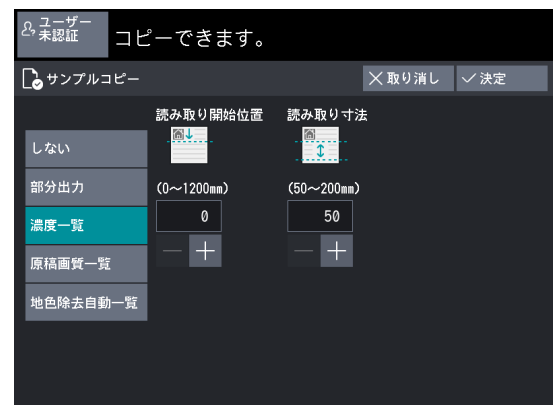 ユーザー
未認証
コピーできます。
サンプルコピー
取り消し
決定
読み取り開始位置
読み取り寸法
しない
部分出力
濃度一覧
原稿画質一覧
地色除去自動一覧
(0～1200mm)
(50～200mm)
0
50